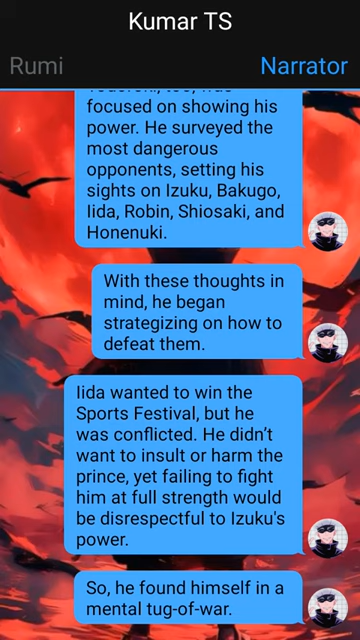 Kumar TS
Rumi
Narrator
focused on showing his
power. He surveyed the
most dangerous
opponents, setting his
sights on Izuku, Bakugo,
Iida, Robin, Shiosaki, and
Honenuki.
With these thoughts in
mind, he began
strategizing on how to
defeat them.
Iida wanted to win the
Sports Festival, but he
was conflicted. He didn't
want to insult or harm the
prince, yet failing to fight
him at full strength would
be disrespectful to Izuku's
power.
So, he found himself in a
mental tug-of-war.